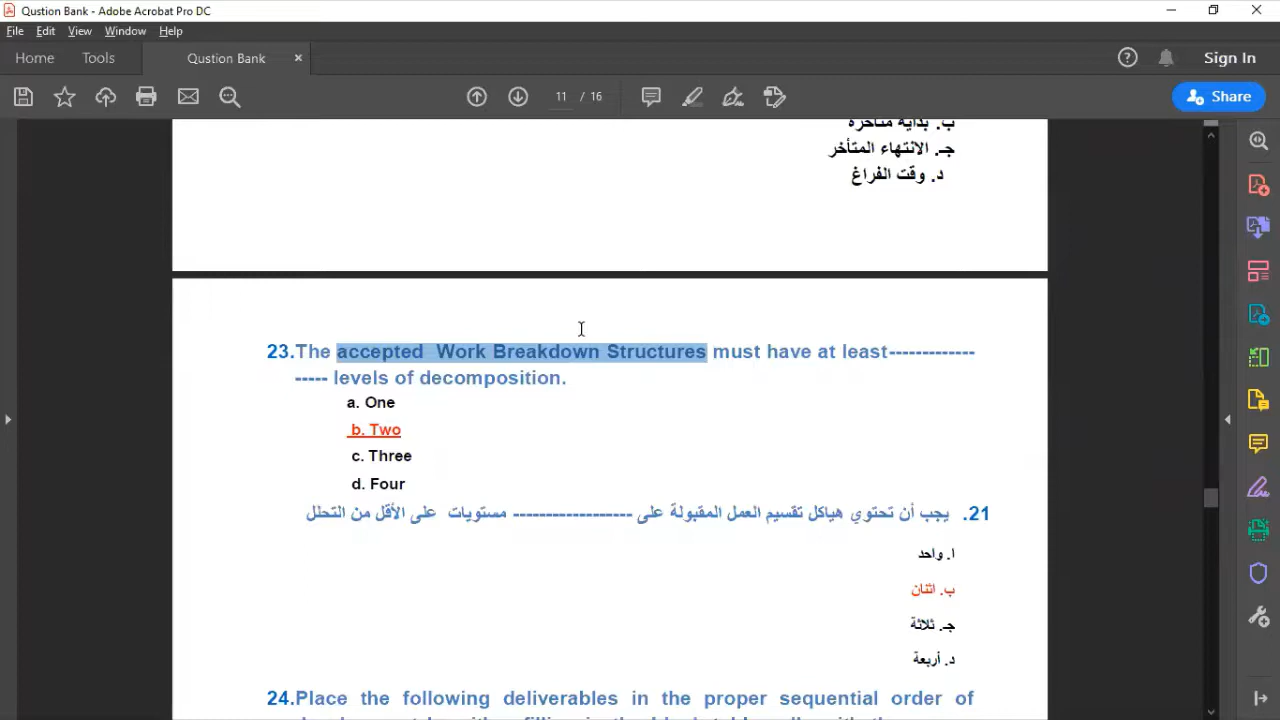 Qustion Bank - Adobe Acrobat Pro DC
File Edit View Window Help
Home Tools Qustion Bank × Sign In
11 / 16 Share
ب. بداية متأخرة
جـ. الانتهاء المتأخر
د. وقت الفراغ
23.The accepted Work Breakdown Structures must have at least--------------
----- levels of decomposition.
a. One
b. Two
c. Three
d. Four
21. يجب أن تحتوي هياكل تقسيم العمل المقبولة على ------------------- مستويات على الأقل من التحلل
ا. واحد
ب. اثنان
جـ. ثلاثة
د. أربعة
24.Place the following deliverables in the proper sequential order of